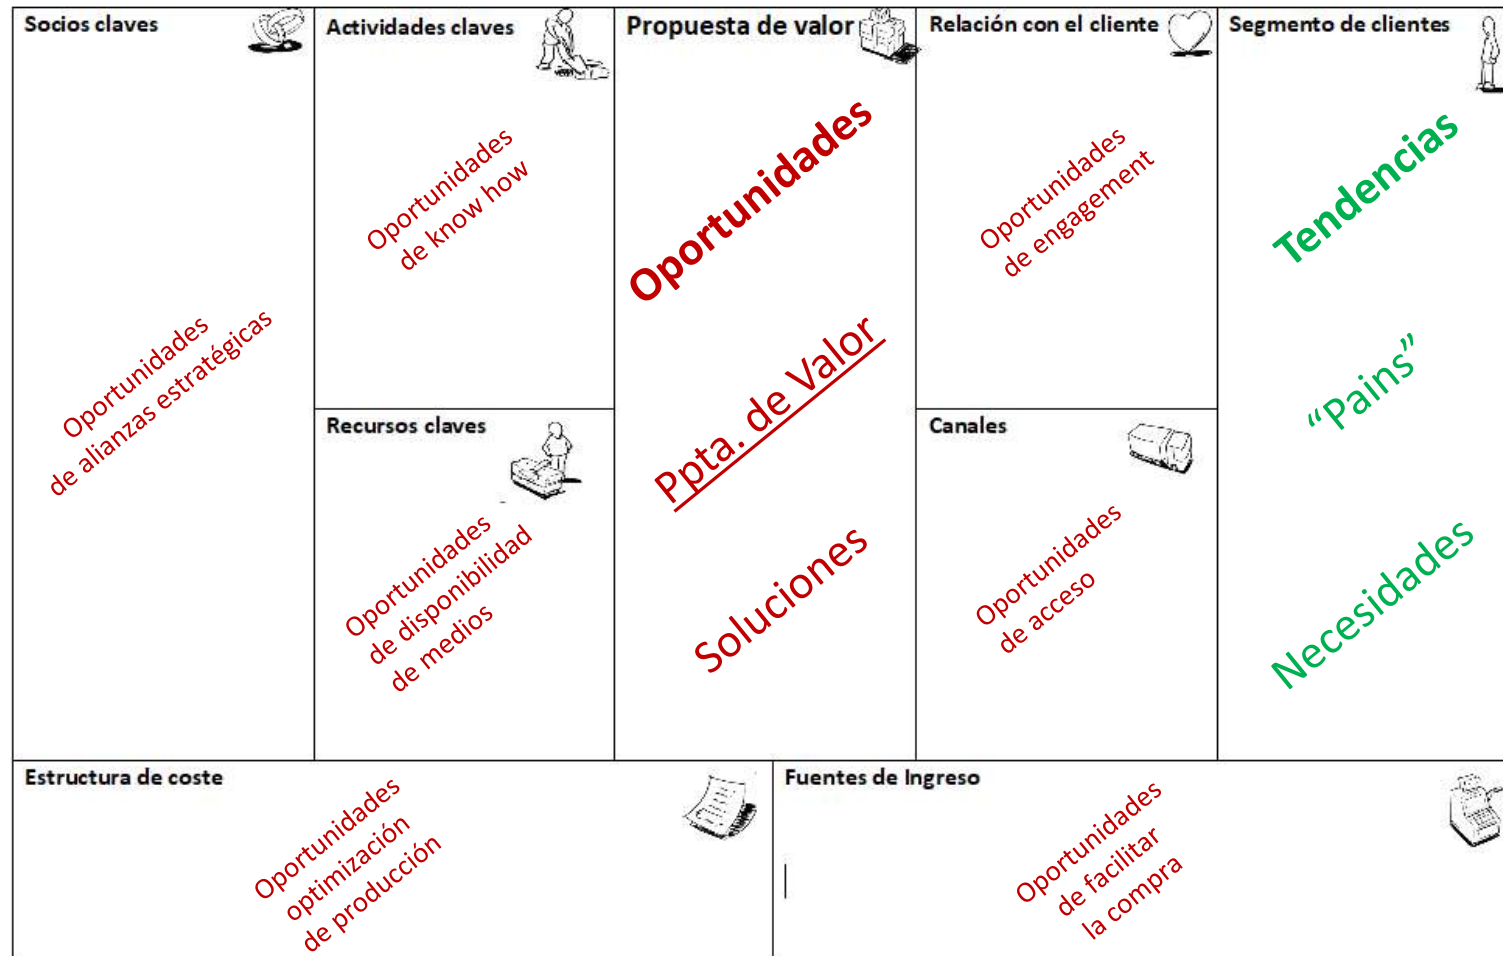 Socios claves
Oportunidades
de alianzas estratégicas
Actividades claves
Oportunidades
de know how
Recursos claves
Oportunidades
de disponibilidad
de medios
Propuesta de valor
Oportunidades
Ppta. de Valor
Soluciones
Relación con el cliente
Oportunidades
de engagement
Canales
Oportunidades
de acceso
Segmento de clientes
Tendencias
“Pains”
Necesidades
Estructura de coste
Oportunidades
optimización
de producción
Fuentes de Ingreso
Oportunidades
de facilitar
la compra